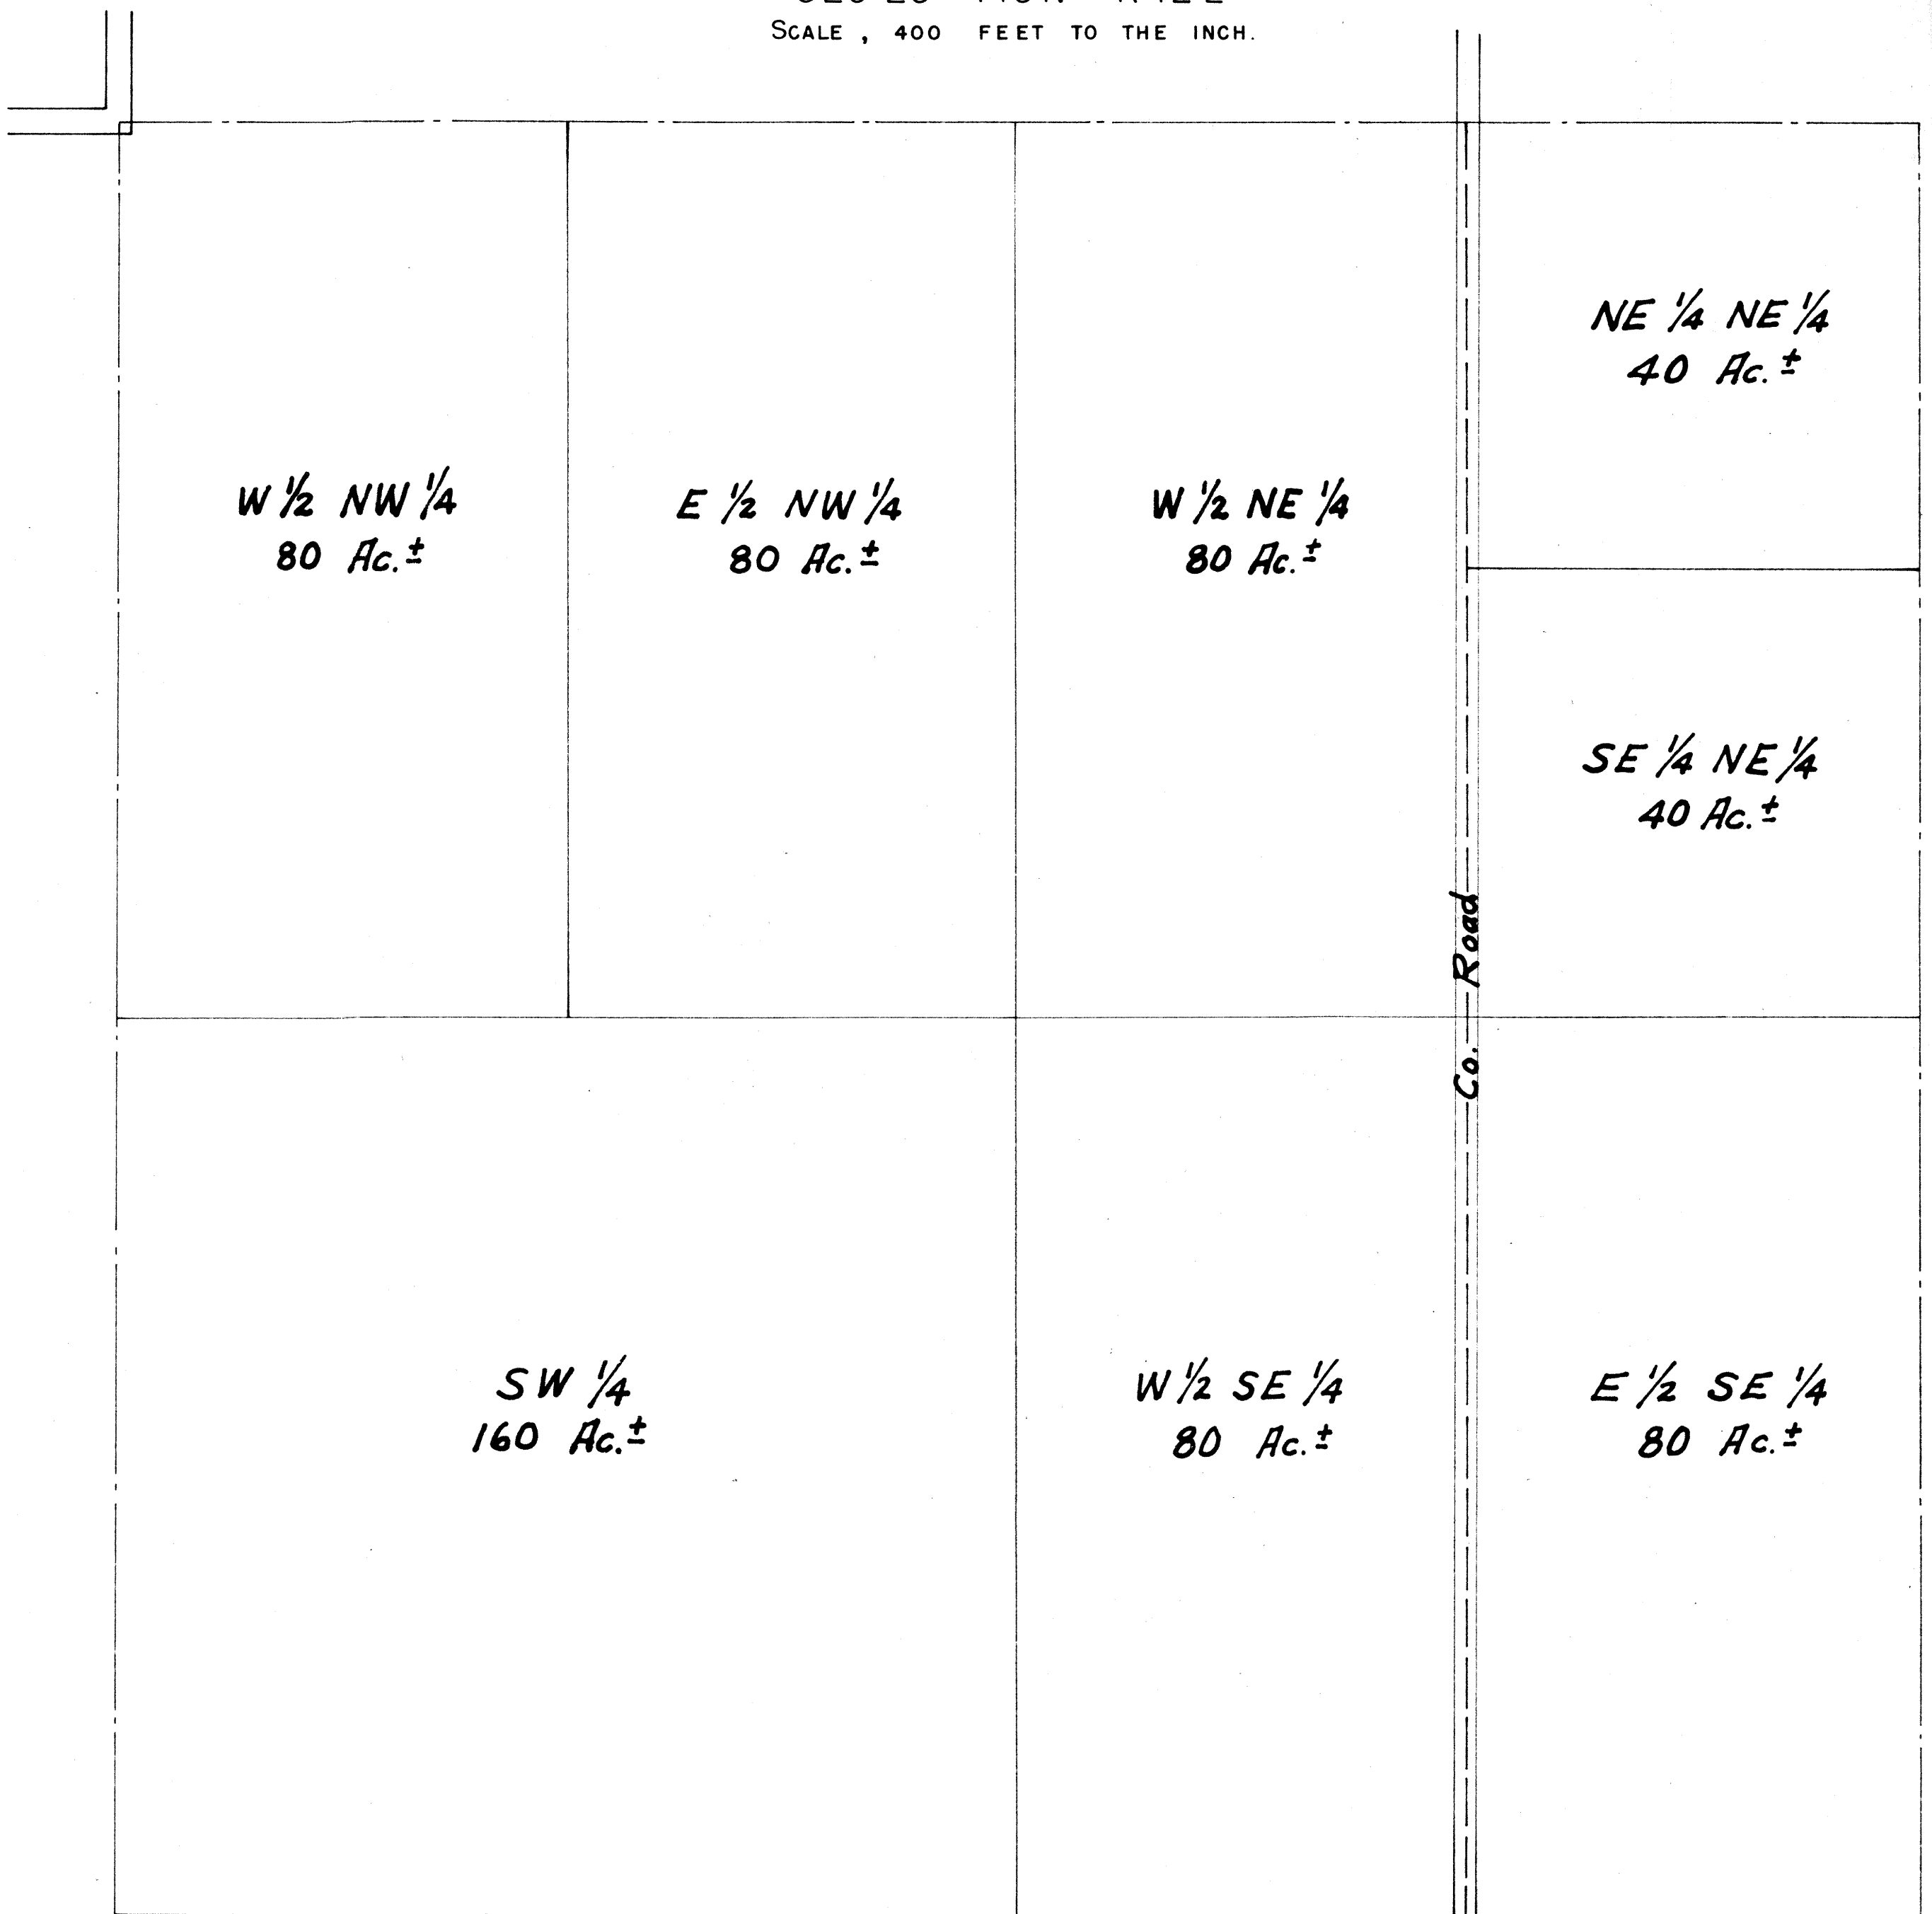 SCALE , 400 FEET TO THE INCH.
NE 1/4 NE 1/4
40 Ac. ±
W 1/2 NW 1/4
80 Ac. ±
E 1/2 NW 1/4
80 Ac. ±
W 1/2 NE 1/4
80 Ac. ±
SE 1/4 NE 1/4
40 Ac. ±
Co. Road
SW 1/4
160 Ac. ±
W 1/2 SE 1/4
80 Ac. ±
E 1/2 SE 1/4
80 Ac. ±